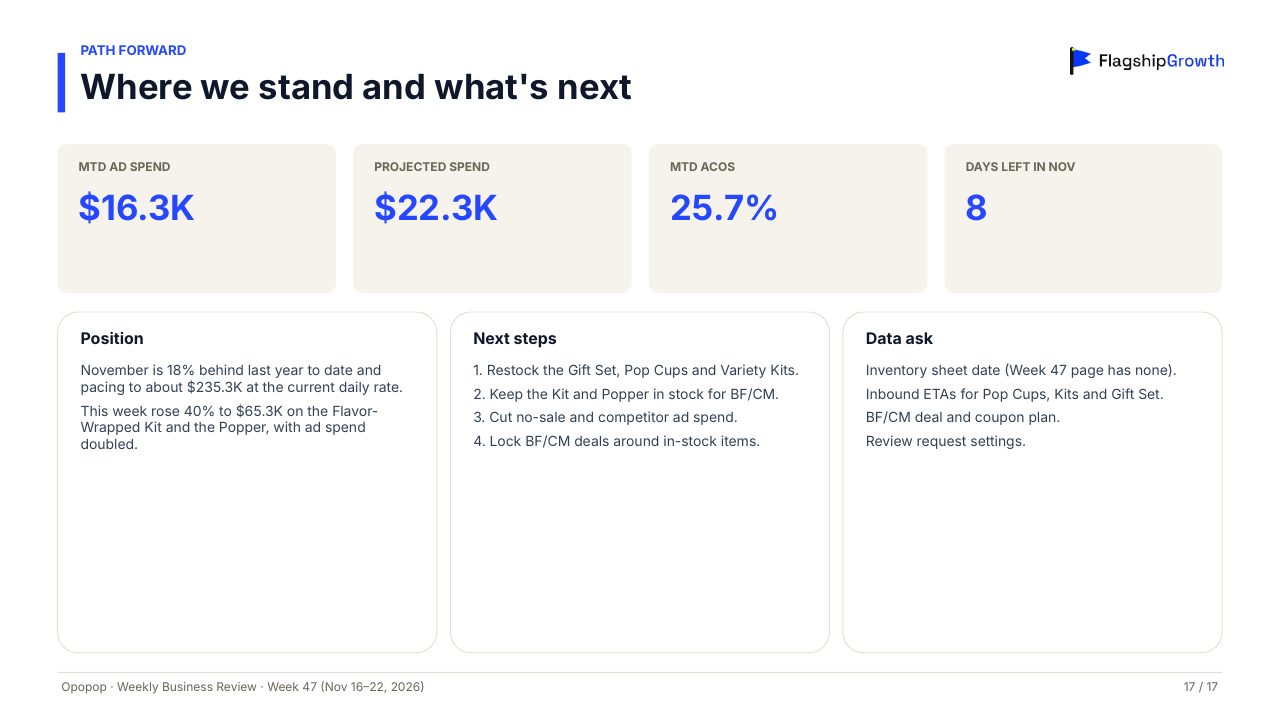 PATH FORWARD
Where we stand and what's next
FlagshipGrowth
MTD AD SPEND
$16.3K
PROJECTED SPEND
$22.3K
MTD ACOS
25.7%
DAYS LEFT IN NOV
8
Position
November is 18% behind last year to date and
pacing to about $235.3K at the current daily rate.
This week rose 40% to $65.3K on the Flavor-
Wrapped Kit and the Popper, with ad spend
doubled.
Next steps
1. Restock the Gift Set, Pop Cups and Variety Kits.
2. Keep the Kit and Popper in stock for BF/CM.
3. Cut no-sale and competitor ad spend.
4. Lock BF/CM deals around in-stock items.
Data ask
Inventory sheet date (Week 47 page has none).
Inbound ETAs for Pop Cups, Kits and Gift Set.
BF/CM deal and coupon plan.
Review request settings.
Opopop · Weekly Business Review · Week 47 (Nov 16–22, 2026)
17 / 17